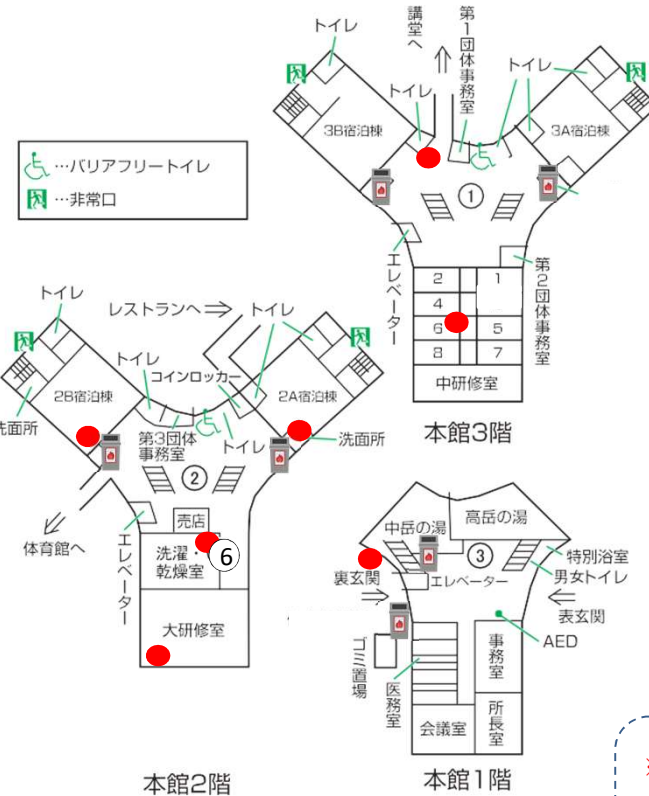 トイレ
講堂へ
第1団体事務室
トイレ
トイレ
3B宿泊棟
3A宿泊棟
…バリアフリートイレ
…非常口
①
エレベーター
第2団体事務室
2
1
4
6
5
8
7
中研修室
本館3階
トイレ
レストランへ⇨
トイレ
トイレ
コインロッカー
2B宿泊棟
2A宿泊棟
洗面所
第3団体
事務室
トイレ
洗面所
②
体育館へ
エレベーター
売店
洗濯・
乾燥室
⑥
大研修室
本館2階
中岳の湯
高岳の湯
③
特別浴室
裏玄関
エレベーター
男女トイレ
表玄関
AED
ゴミ置場
医務室
事務室
会議室
所長室
本館1階
※